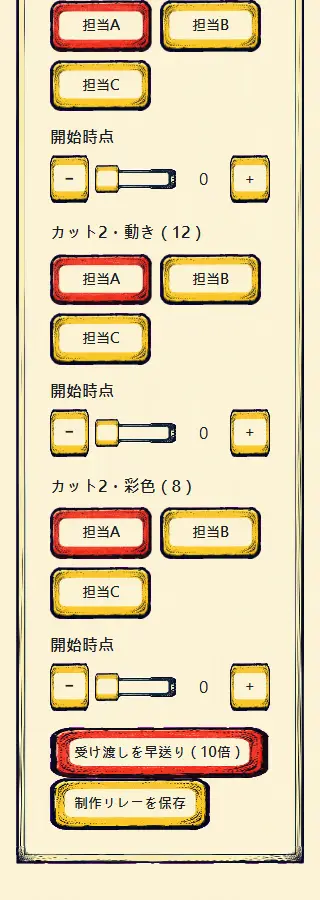 担当A 担当B
担当C
開始時点
− 0 +
カット2・動き ( 12 )
担当A 担当B
担当C
開始時点
− 0 +
カット2・彩色 ( 8 )
担当A 担当B
担当C
開始時点
− 0 +
受け渡しを早送り ( 10倍 )
制作リレーを保存